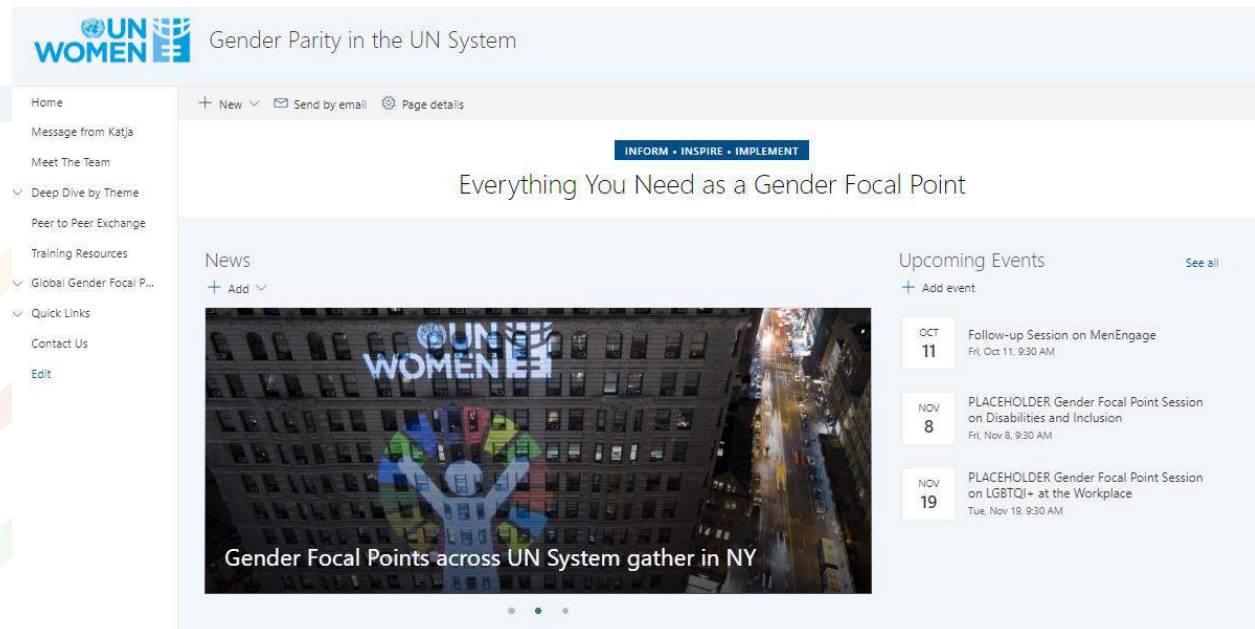 UN
WOMEN
Gender Parity in the UN System
Home
Message from Katja
Meet The Team
Deep Dive by Theme
Peer to Peer Exchange
Training Resources
Global Gender Focal P...
Quick Links
Contact Us
Edit
+ New Send by email Page details
INFORM • INSPIRE • IMPLEMENT
Everything You Need as a Gender Focal Point
News
+ Add
UN
WOMEN
Gender Focal Points across UN System gather in NY
Upcoming Events See all
+ Add event
OCT
11
Follow-up Session on MenEngage
Fri, Oct 11, 9:30 AM
NOV
8
PLACEHOLDER Gender Focal Point Session
on Disabilities and Inclusion
Fri, Nov 8, 9:30 AM
NOV
19
PLACEHOLDER Gender Focal Point Session
on LGBTQI+ at the Workplace
Tue, Nov 19, 9:30 AM